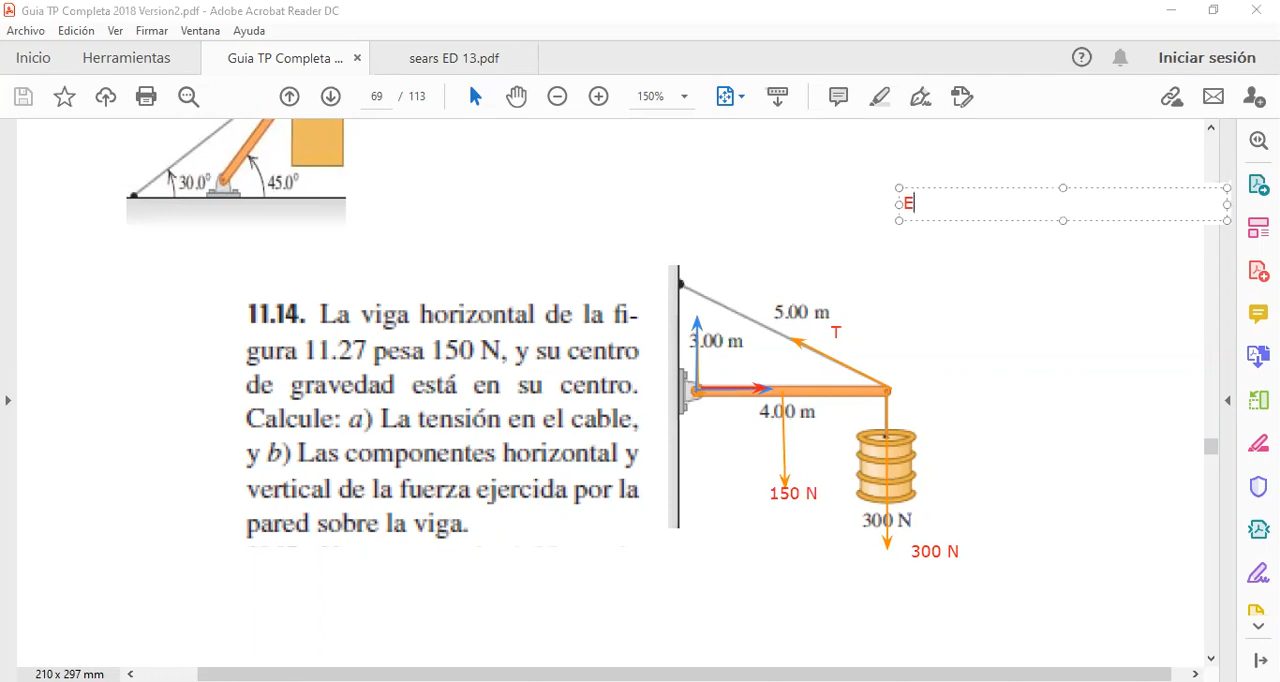 Guia TP Completa 2018 Version2.pdf - Adobe Acrobat Reader DC
Archivo Edición Ver Firmar Ventana Ayuda
Inicio Herramientas Guia TP Completa ... × sears ED 13.pdf Iniciar sesión
69 / 113 150%
30.0⁰ 45.0⁰
E
11.14. La viga horizontal de la fi-
gura 11.27 pesa 150 N, y su centro
de gravedad está en su centro.
Calcule: a) La tensión en el cable,
y b) Las componentes horizontal y
vertical de la fuerza ejercida por la
pared sobre la viga.
5.00 m
T
3.00 m
4.00 m
150 N
300 N
300 N
210 x 297 mm